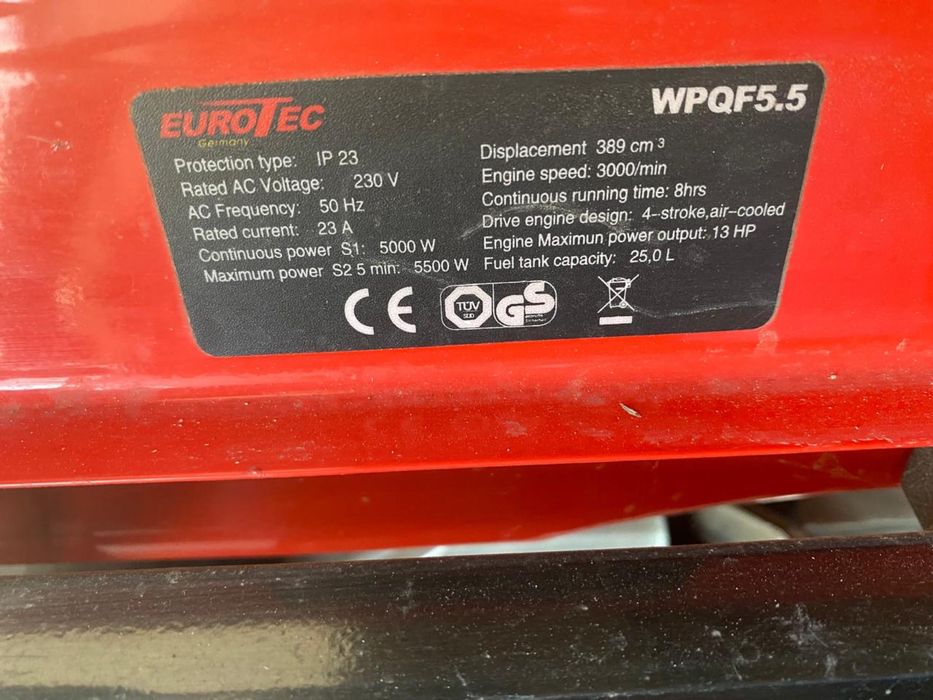 EUROTEC
Germany
WPQF5.5
Protection type: IP 23
Rated AC Voltage: 230 V
AC Frequency: 50 Hz
Rated current: 23 A
Continuous power S1: 5000 W
Maximum power S2 5 min: 5500 W
Displacement 389 cm³
Engine speed: 3000/min
Continuous running time: 8hrs
Drive engine design: 4-stroke,air-cooled
Engine Maximun power output: 13 HP
Fuel tank capacity: 25,0 L
CE
TÜV
SÜD
GS
geprüfte
Sicherheit